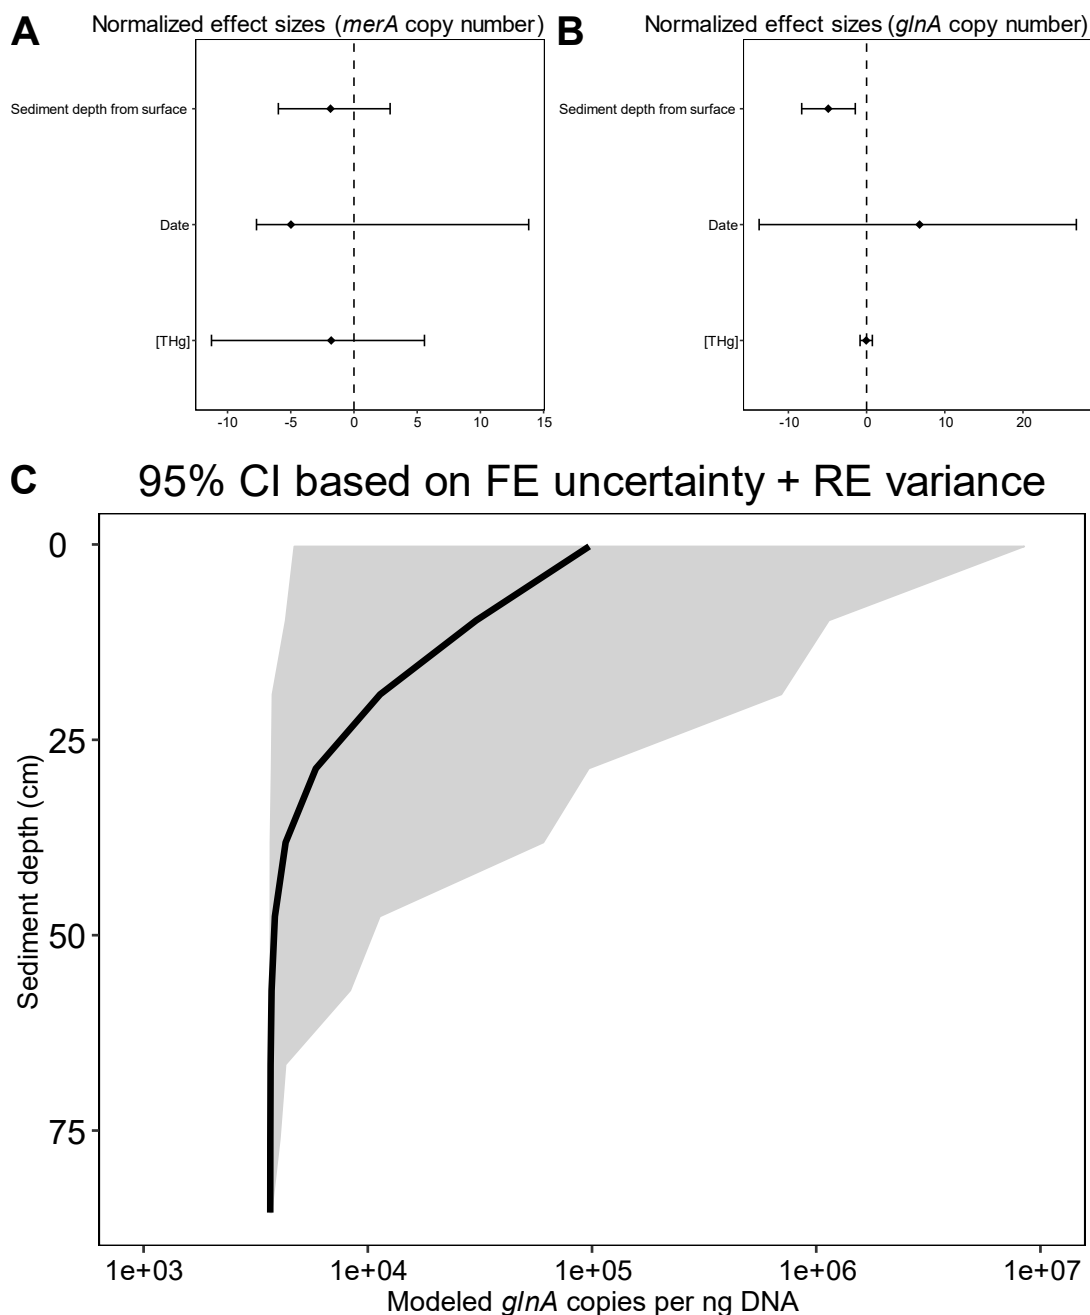 A
Normalized effect sizes (merA copy number)
Sediment depth from surface
Date
[THg]
-10 -5 0 5 10 15
B
Normalized effect sizes (glnA copy number)
Sediment depth from surface
Date
[THg]
-10 0 10 20
C
95% CI based on FE uncertainty + RE variance
Sediment depth (cm)
0
25
50
75
1e+03 1e+04 1e+05 1e+06 1e+07
Modeled glnA copies per ng DNA